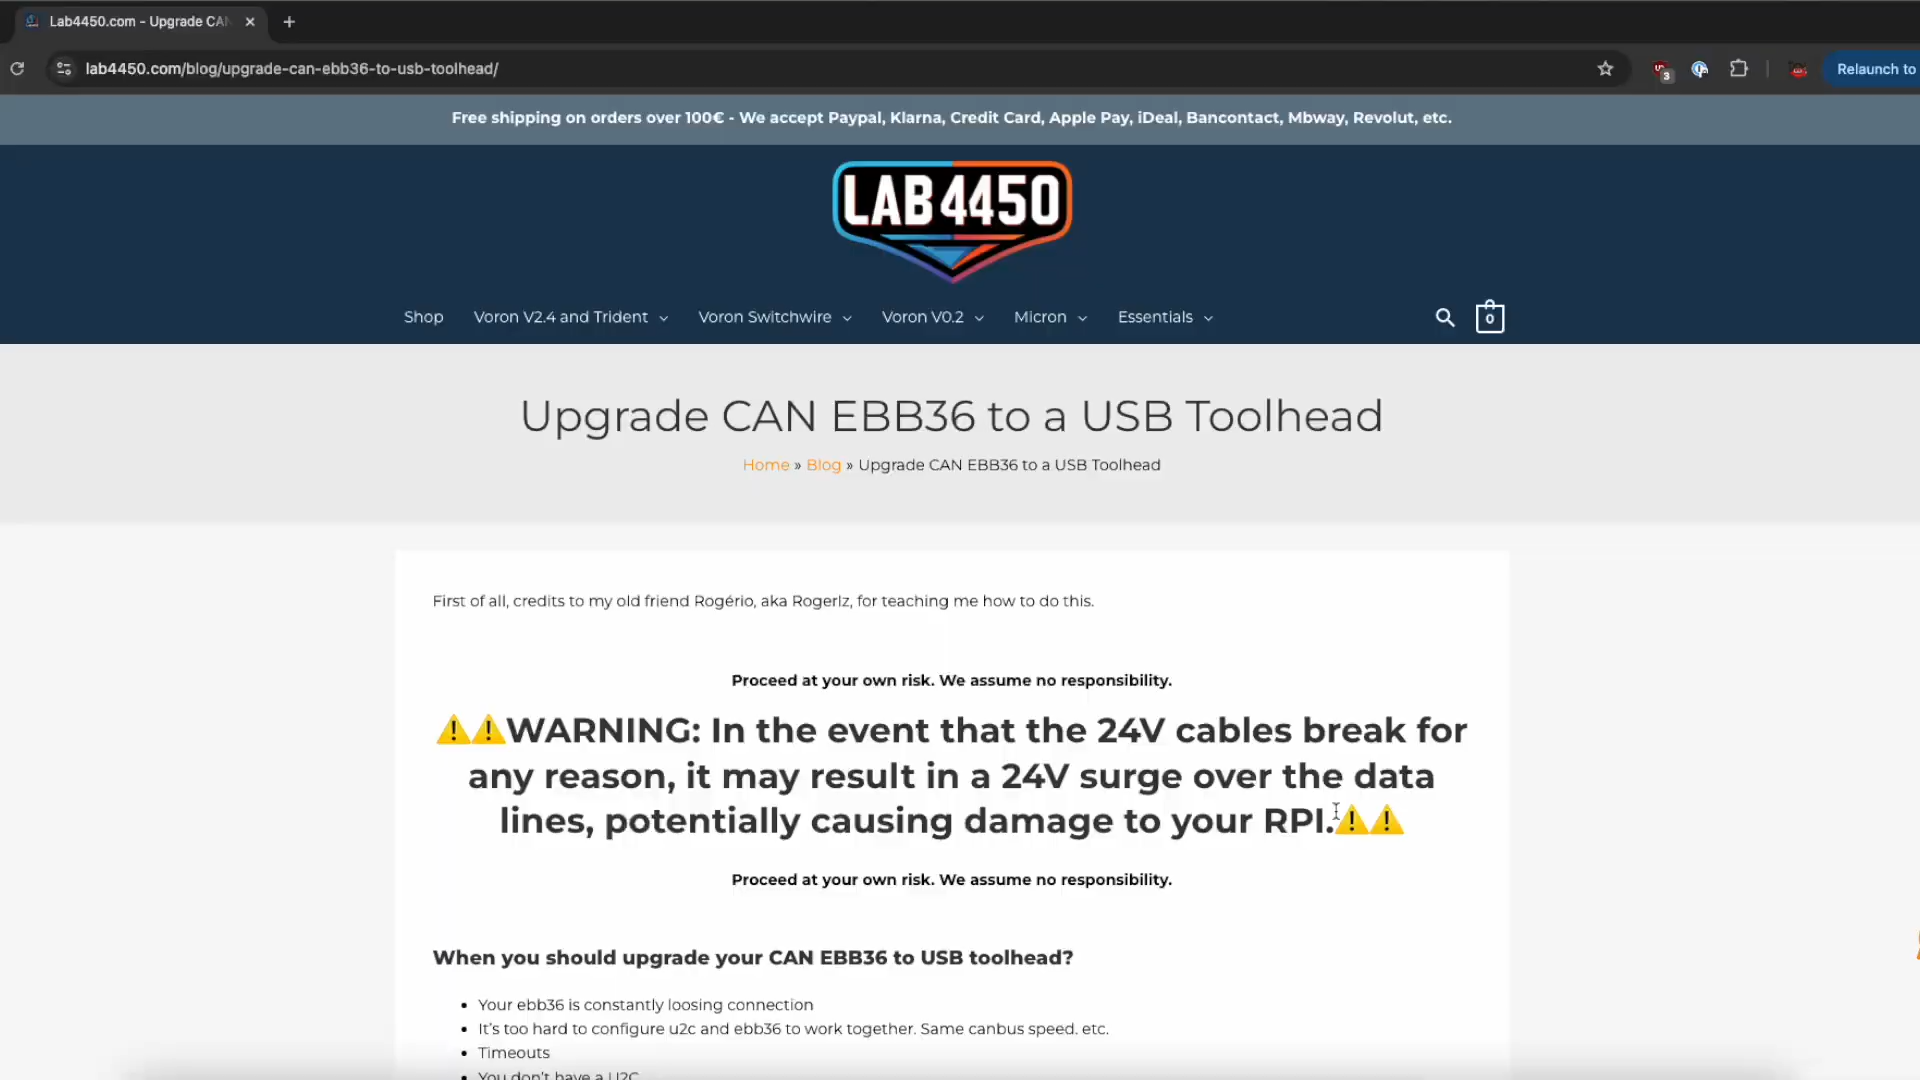 Lab4450.com - Upgrade CAN
lab4450.com/blog/upgrade-can-ebb36-to-usb-toolhead/
3
Relaunch to
Free shipping on orders over 100€ - We accept Paypal, Klarna, Credit Card, Apple Pay, iDeal, Bancontact, Mbway, Revolut, etc.
LAB4450
Shop Voron V2.4 and Trident Voron Switchwire Voron V0.2 Micron Essentials 0
Upgrade CAN EBB36 to a USB Toolhead
Home » Blog » Upgrade CAN EBB36 to a USB Toolhead
First of all, credits to my old friend Rogério, aka Rogerlz, for teaching me how to do this.
Proceed at your own risk. We assume no responsibility.
⚠️⚠️WARNING: In the event that the 24V cables break for
any reason, it may result in a 24V surge over the data
lines, potentially causing damage to your RPI.⚠️⚠️
Proceed at your own risk. We assume no responsibility.
When you should upgrade your CAN EBB36 to USB toolhead?
• Your ebb36 is constantly loosing connection
• It's too hard to configure u2c and ebb36 to work together. Same canbus speed. etc.
• Timeouts
• You don't have a U2C